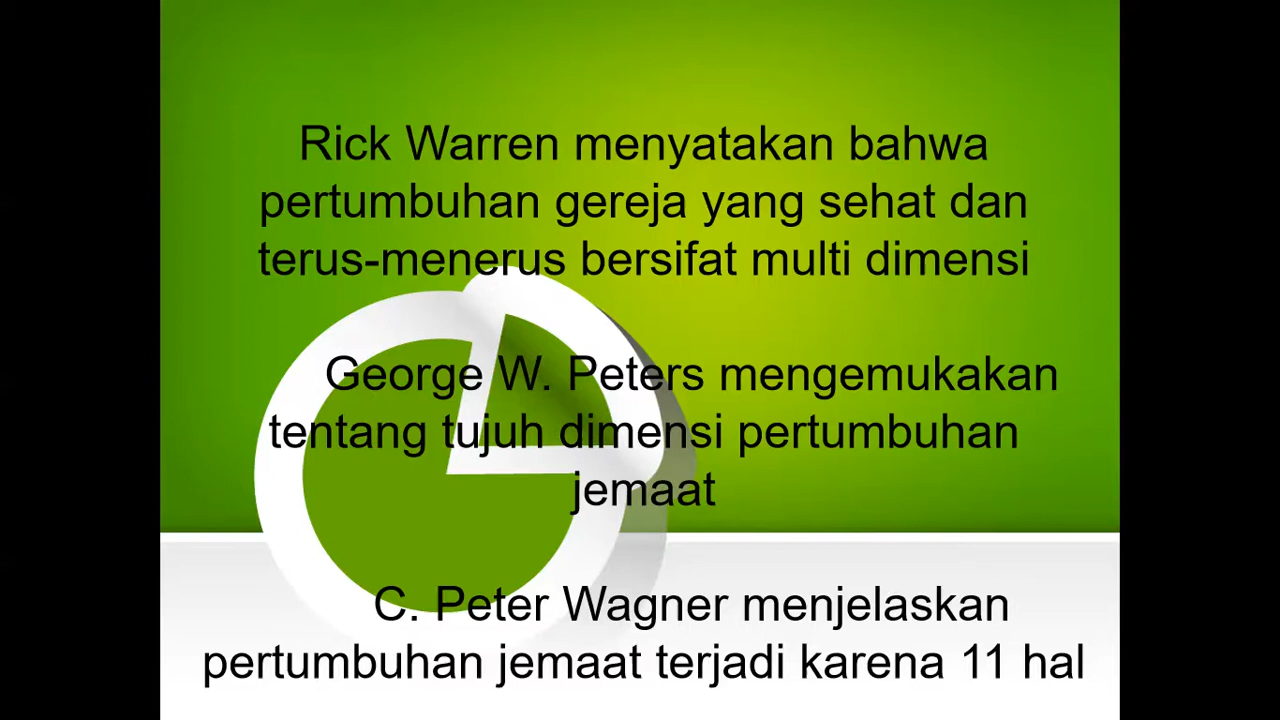 Rick Warren menyatakan bahwa
pertumbuhan gereja yang sehat dan
terus-menerus bersifat multi dimensi
George W. Peters mengemukakan
tentang tujuh dimensi pertumbuhan
jemaat
C. Peter Wagner menjelaskan
pertumbuhan jemaat terjadi karena 11 hal